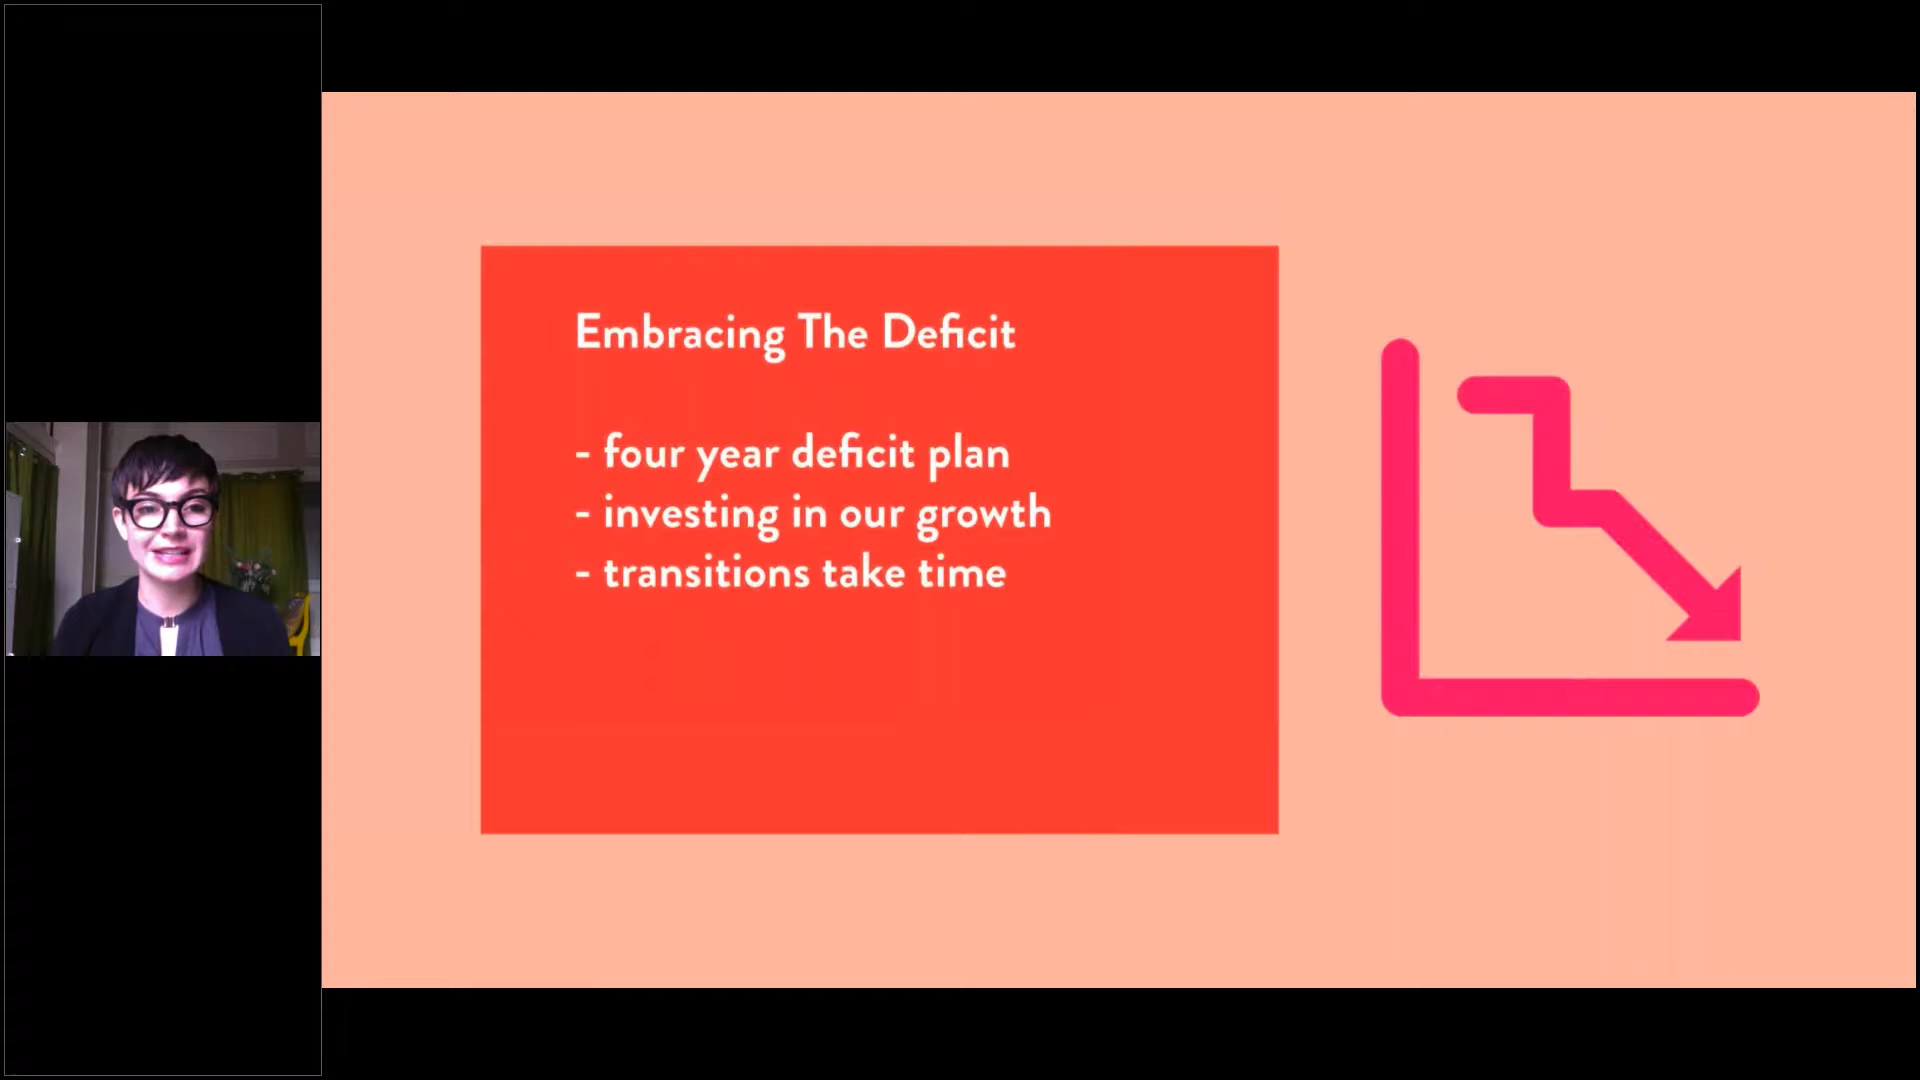 Embracing The Deficit
- four year deficit plan
- investing in our growth
- transitions take time